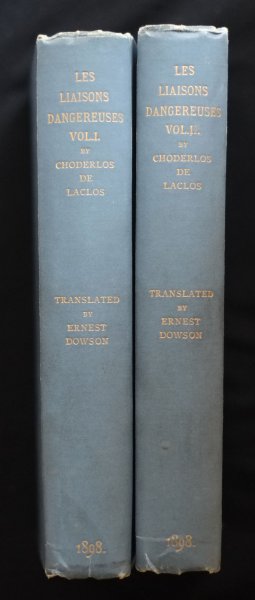 LES
LIAISONS
DANGEREUSES
VOL.I.
BY
CHODERLOS
DE
LACLOS
TRANSLATED
BY
ERNEST
DOWSON
1898.
LES
LIAISONS
DANGEREUSES
VOL.II.
BY
CHODERLOS
DE
LACLOS
TRANSLATED
BY
ERNEST
DOWSON
1898.